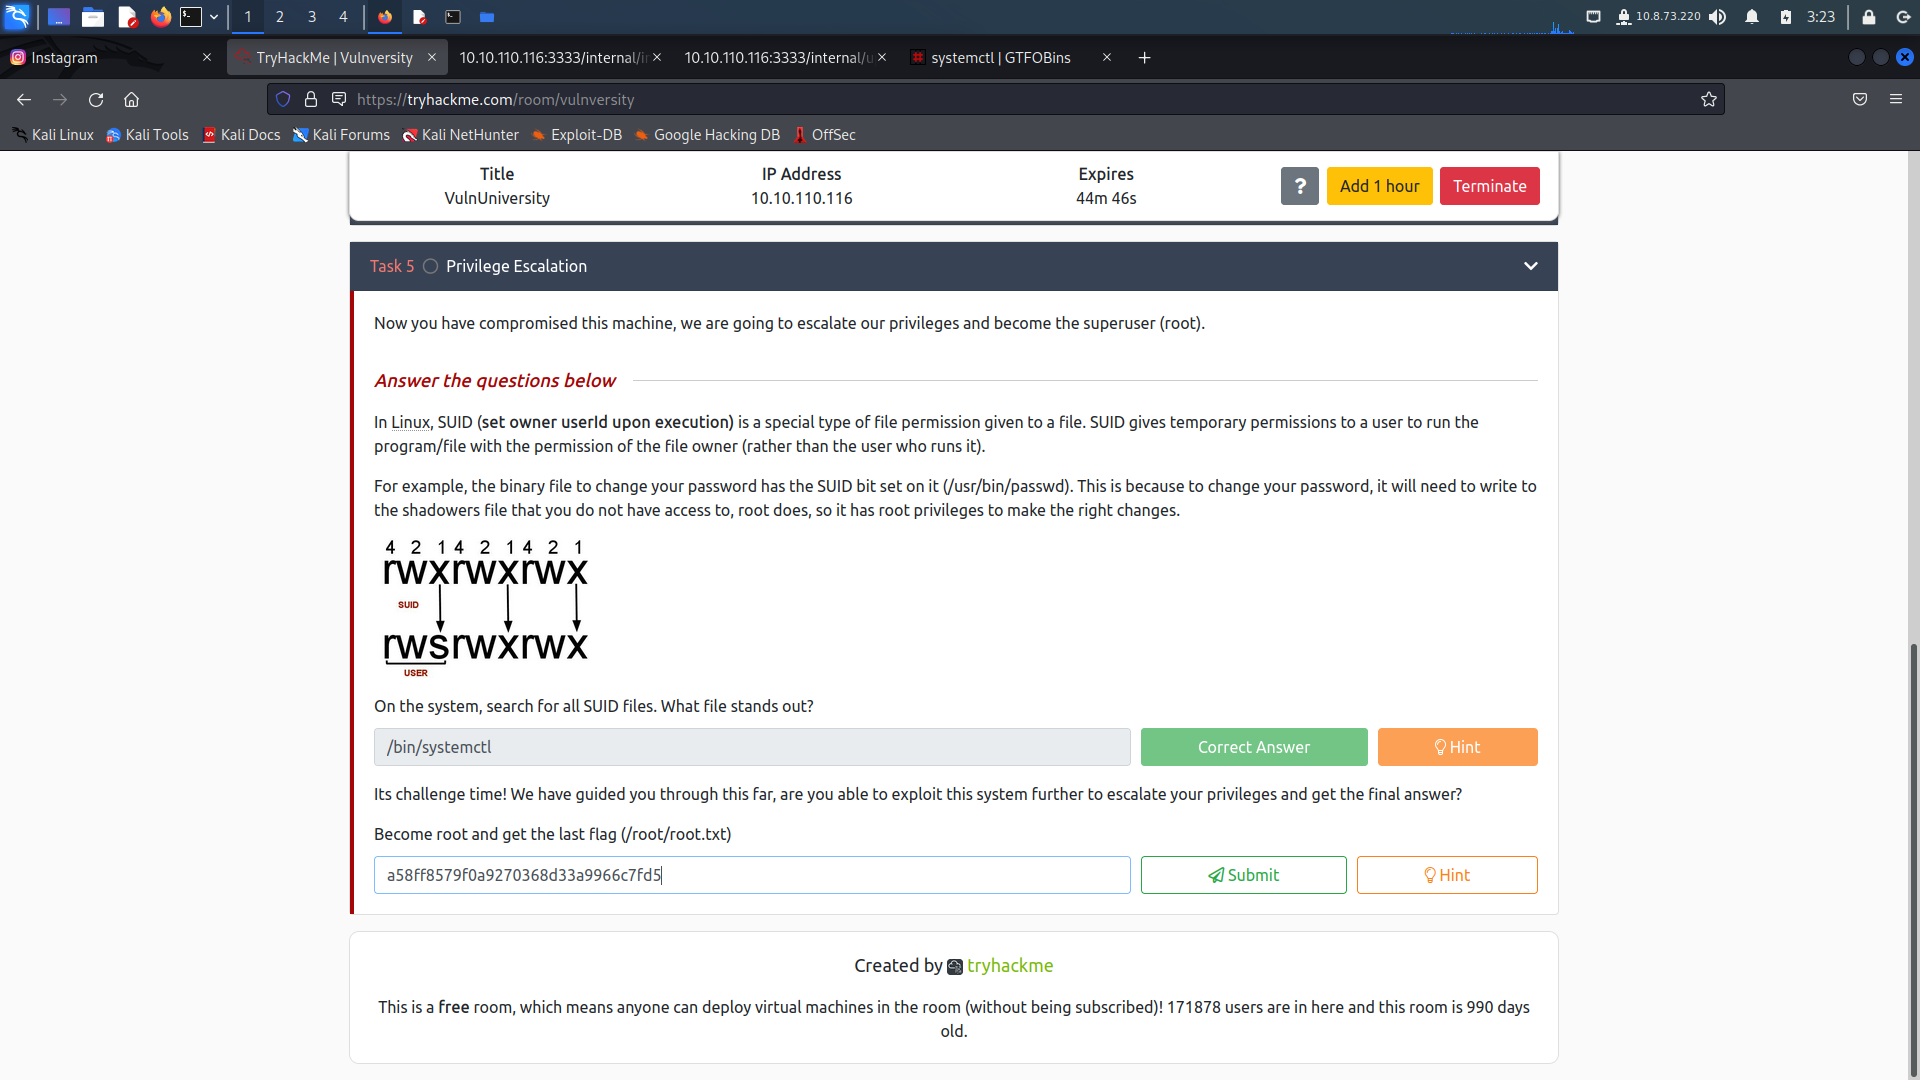 1 2 3 4
10.8.73.220
3:23
Instagram
TryHackMe | Vulnversity
10.10.110.116:3333/internal/i
10.10.110.116:3333/internal/u
systemctl | GTFOBins
https://tryhackme.com/room/vulnversity
Kali Linux Kali Tools Kali Docs Kali Forums Kali NetHunter Exploit-DB Google Hacking DB OffSec
Title IP Address Expires
VulnUniversity 10.10.110.116 44m 46s
? Add 1 hour Terminate
Task 5 Privilege Escalation
Now you have compromised this machine, we are going to escalate our privileges and become the superuser (root).
Answer the questions below
In Linux, SUID (set owner userId upon execution) is a special type of file permission given to a file. SUID gives temporary permissions to a user to run the
program/file with the permission of the file owner (rather than the user who runs it).
For example, the binary file to change your password has the SUID bit set on it (/usr/bin/passwd). This is because to change your password, it will need to write to
the shadowers file that you do not have access to, root does, so it has root privileges to make the right changes.
4 2 1 4 2 1 4 2 1
rwxrwxrwx
SUID
rwsrwxrwx
USER
On the system, search for all SUID files. What file stands out?
/bin/systemctl Correct Answer Hint
Its challenge time! We have guided you through this far, are you able to exploit this system further to escalate your privileges and get the final answer?
Become root and get the last flag (/root/root.txt)
a58ff8579f0a9270368d33a9966c7fd5 Submit Hint
Created by tryhackme
This is a free room, which means anyone can deploy virtual machines in the room (without being subscribed)! 171878 users are in here and this room is 990 days
old.